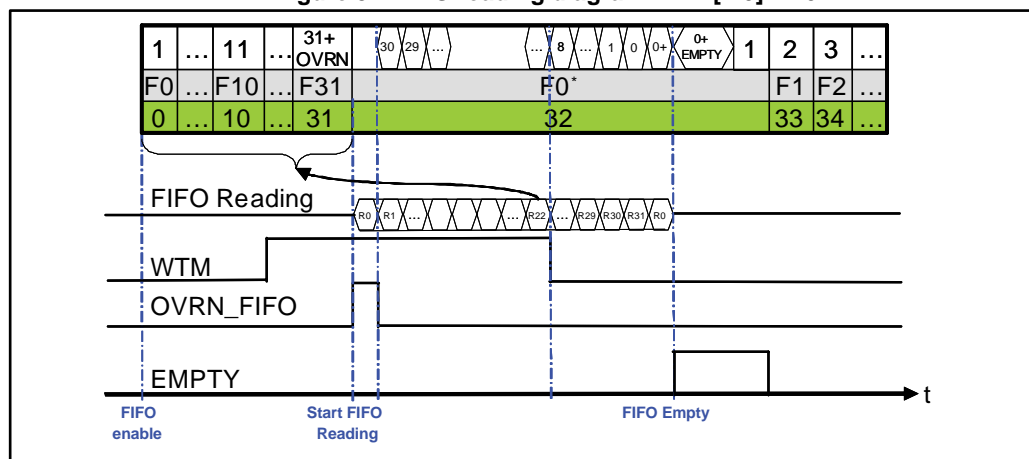 1 ... 11 ... 31+ OVRN 30 29 ... ... 8 ... 1 0 0+ 0+ EMPTY 1 2 3 ...
F0 ... F10 ... F31 F0* F1 F2 ...
0 ... 10 ... 31 32 33 34 ...
FIFO Reading
R0 R1 ... ... R22 ... R29 R30 R31 R0
WTM
OVRN_FIFO
EMPTY
t
FIFO enable
Start FIFO Reading
FIFO Empty